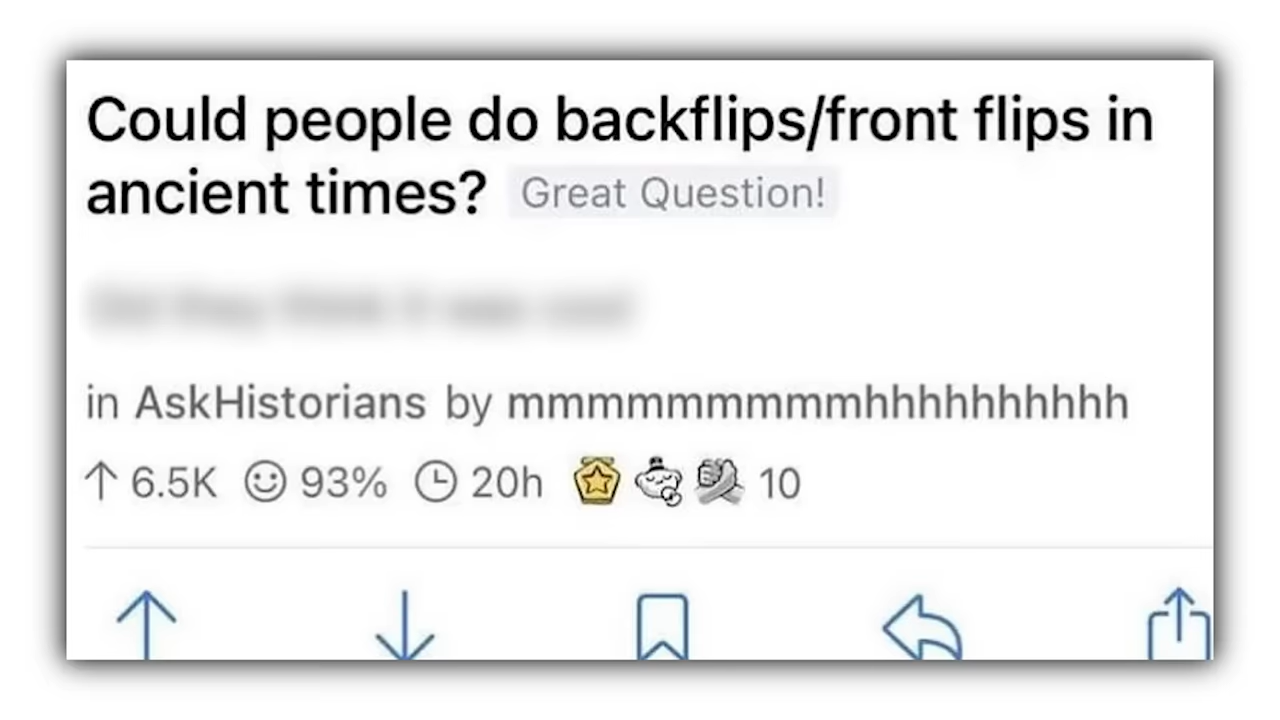 Could people do backflips/front flips in
ancient times? Great Question!
in AskHistorians by mmmmmmmmmhhhhhhhhhh
6.5K 93% 20h 10